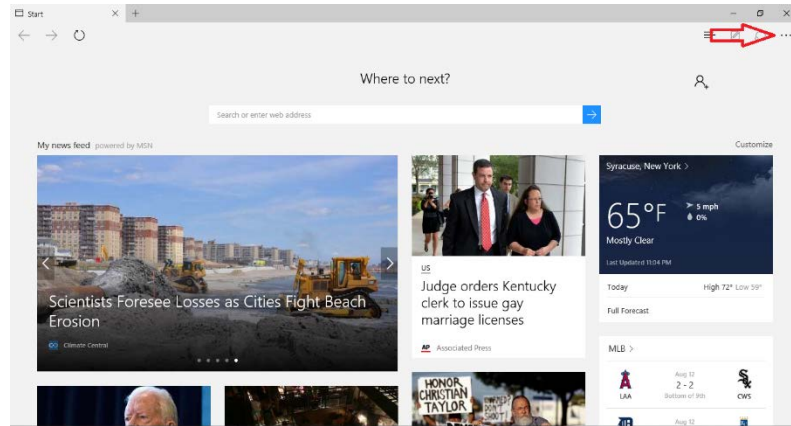 Start
Where to next?
Search or enter web address
My news feed powered by MSN
Customize
Scientists Foresee Losses as Cities Fight Beach
Erosion
Climate Central
US
Judge orders Kentucky
clerk to issue gay
marriage licenses
AP Associated Press
HONOR
CHRISTIAN
TAYLOR
Syracuse, New York >
65°F
5 mph
0%
Mostly Clear
Last Updated 11:04 PM
Today High 72° Low 59°
Full Forecast
MLB >
Aug 12
2 - 2
LAA Bottom of 9th CWS
Aug 12